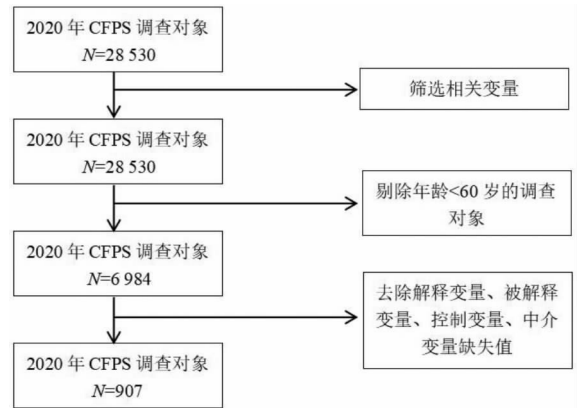 2020 年 CFPS 调查对象
N=28 530
筛选相关变量
2020 年 CFPS 调查对象
N=28 530
剔除年龄<60 岁的调查
对象
2020 年 CFPS 调查对象
N=6 984
去除解释变量、被解释
变量、控制变量、中介
变量缺失值
2020 年 CFPS 调查对象
N=907